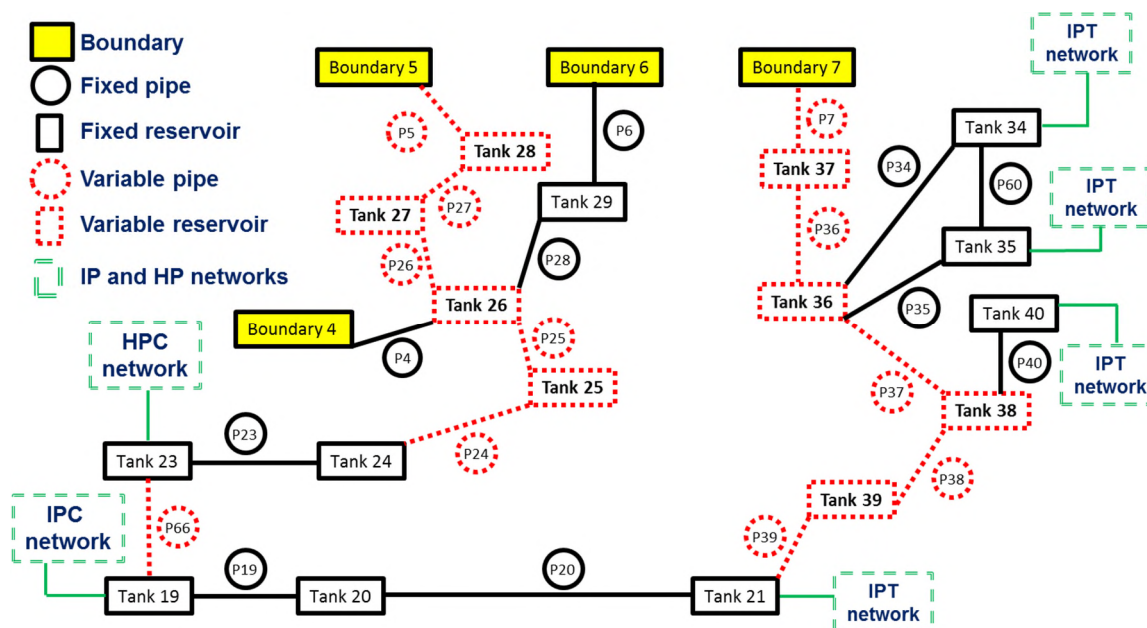 Boundary
Fixed pipe
Fixed reservoir
Variable pipe
Variable reservoir
IP and HP networks
Boundary 5
Boundary 6
Boundary 7
IPT
network
P5
P6
P7
Tank 34
Tank 28
P34
P60
Tank 37
IPT
network
Tank 27
P27
Tank 29
P36
Tank 35
P26
P28
Tank 26
Tank 36
P35
Tank 40
Boundary 4
P25
P4
P40
IPT
network
HPC
network
Tank 25
P37
Tank 38
P23
P24
Tank 23
Tank 24
P38
Tank 39
IPC
network
P66
P39
P19
P20
Tank 19
Tank 20
Tank 21
IPT
network